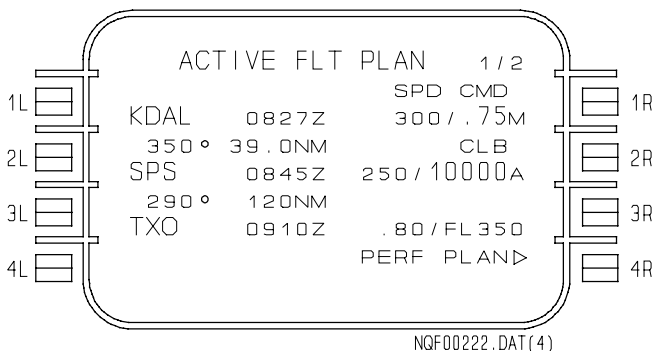 ACTIVE FLT PLAN 1/2
SPD CMD
1L KDAL 0827Z 300/.75M 1R
350° 39.0NM CLB
2L SPS 0845Z 250/10000A 2R
290° 120NM
3L TXO 0910Z .80/FL350 3R
PERF PLAN▷
4L 4R
NQF00222.DAT(4)